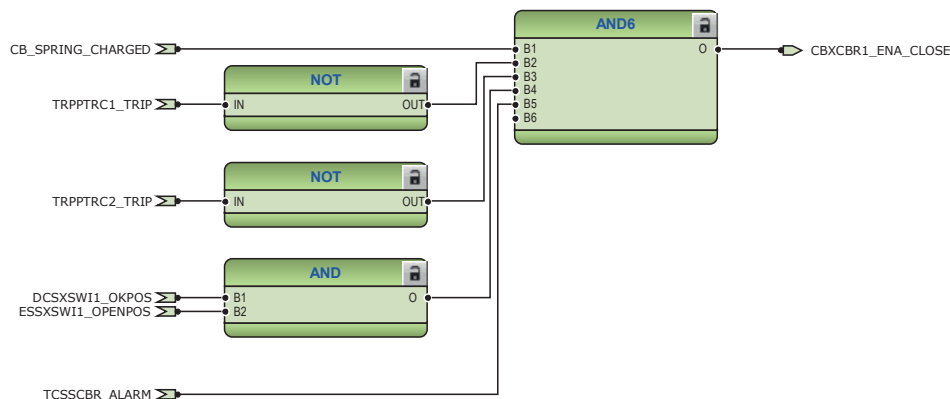 AND6
CB_SPRING_CHARGED
B1
O
CBXCBR1_ENA_CLOSE
B2
B3
B4
B5
B6
NOT
TRPPTRC1_TRIP
IN
OUT
NOT
TRPPTRC2_TRIP
IN
OUT
AND
DCSXSWI1_OKPOS
B1
O
ESSXSWI1_OPENPOS
B2
TCSSCBR_ALARM